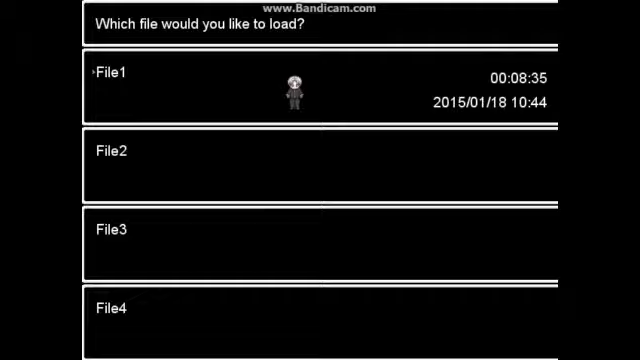 www.Bandicam.com
Which file would you like to load?
File1
00:08:35
2015/01/18 10:44
File2
File3
File4